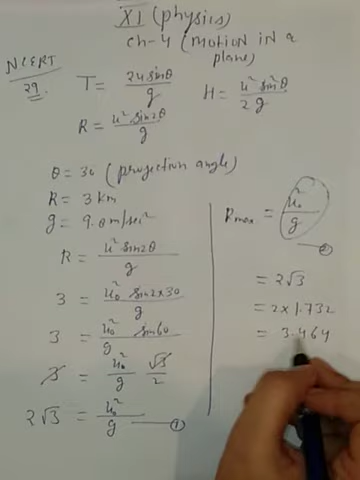 XI (physics)
ch-4 (motion in a plane)
NCERT
29.
T = 2u sinθ / g
H = u² sin²θ / 2g
R = u² sin2θ / g
θ = 30 (projection angle)
R = 3 km
g = 9.8 m/sec²
R = u² sin2θ / g
3 = u₀² sin2×30 / g
3 = u₀² / g sin60
3 = u₀² / g √3 / 2
2√3 = u₀² / g — ①
Rmax = u₀² / g — ②
= 2√3
= 2 × 1.732
= 3.464